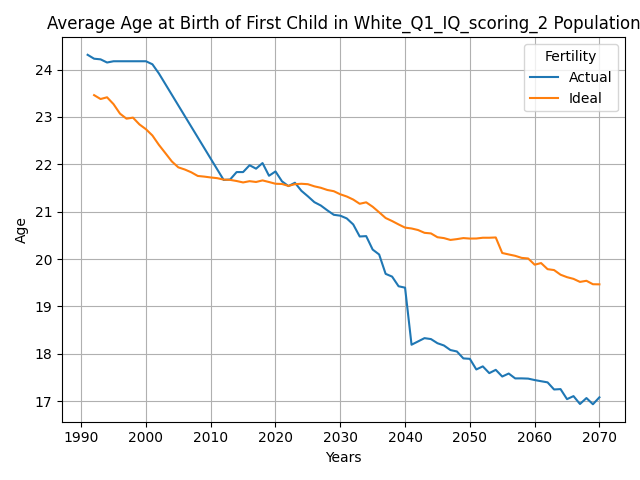 Average Age at Birth of First Child in White_Q1_IQ_scoring_2 Population
Fertility
Actual
Ideal
Age
24
23
22
21
20
19
18
17
1990 2000 2010 2020 2030 2040 2050 2060 2070
Years